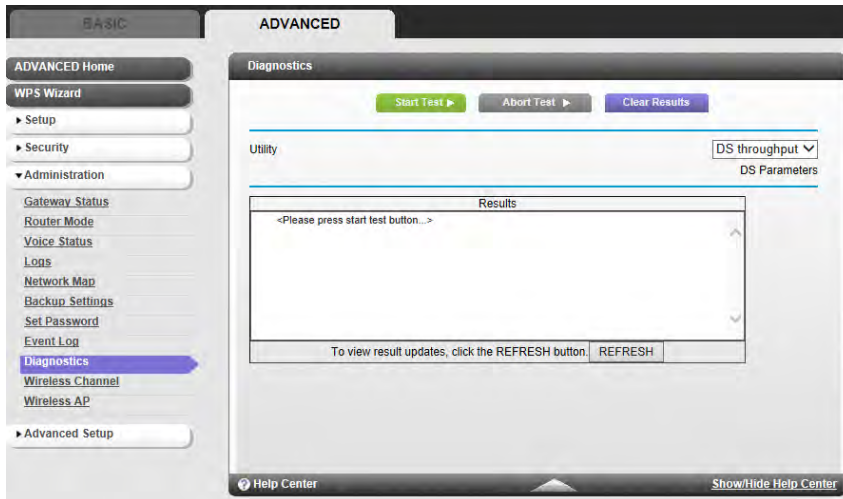 BASIC
ADVANCED
ADVANCED Home
WPS Wizard
Setup
Security
Administration
Gateway Status
Router Mode
Voice Status
Logs
Network Map
Backup Settings
Set Password
Event Log
Diagnostics
Wireless Channel
Wireless AP
Advanced Setup
Diagnostics
Start Test
Abort Test
Clear Results
Utility
DS throughput
DS Parameters
Results
<Please press start test button...>
To view result updates, click the REFRESH button. REFRESH
? Help Center
Show/Hide Help Center